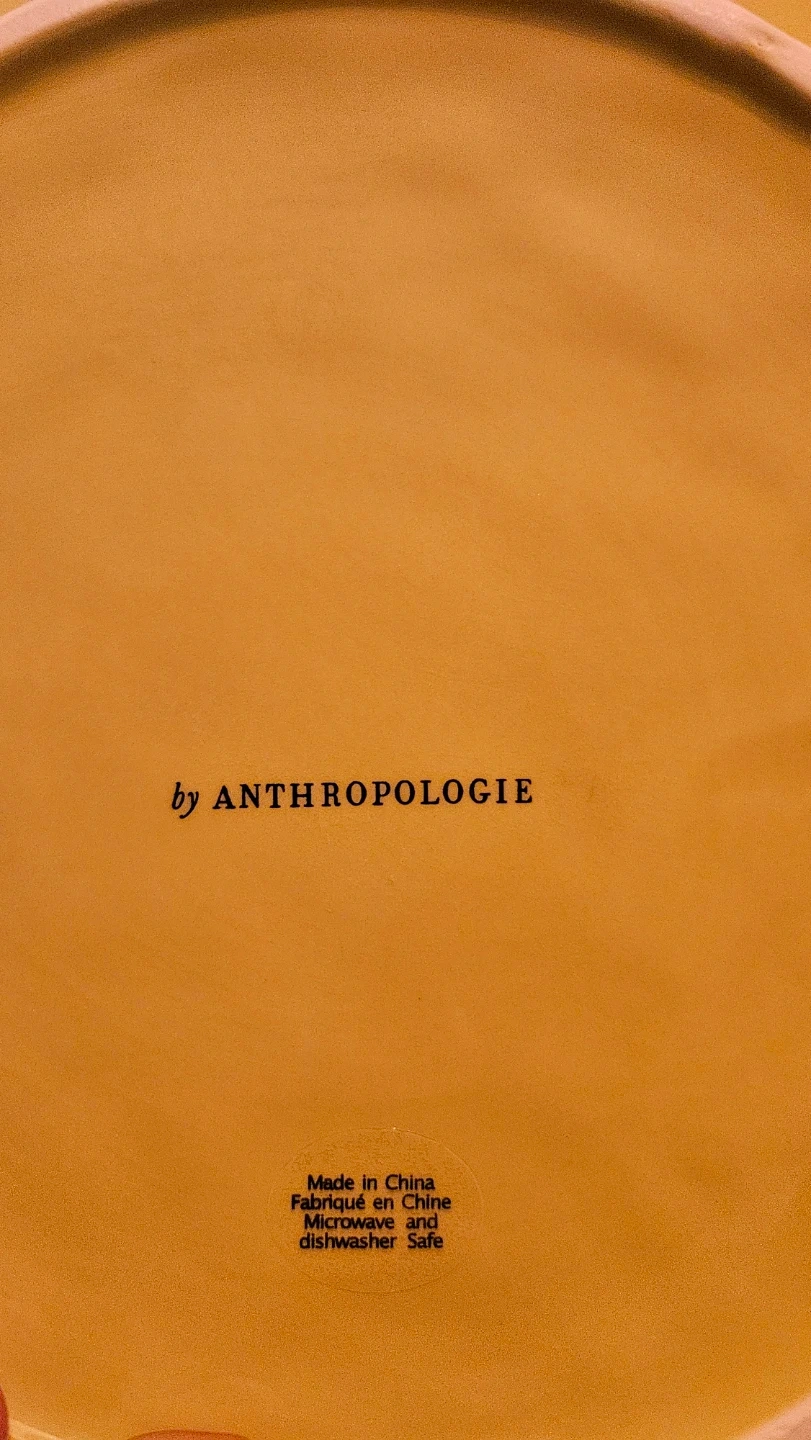 by ANTHROPOLOGIE
Made in China
Fabriqué en Chine
Microwave and
dishwasher Safe